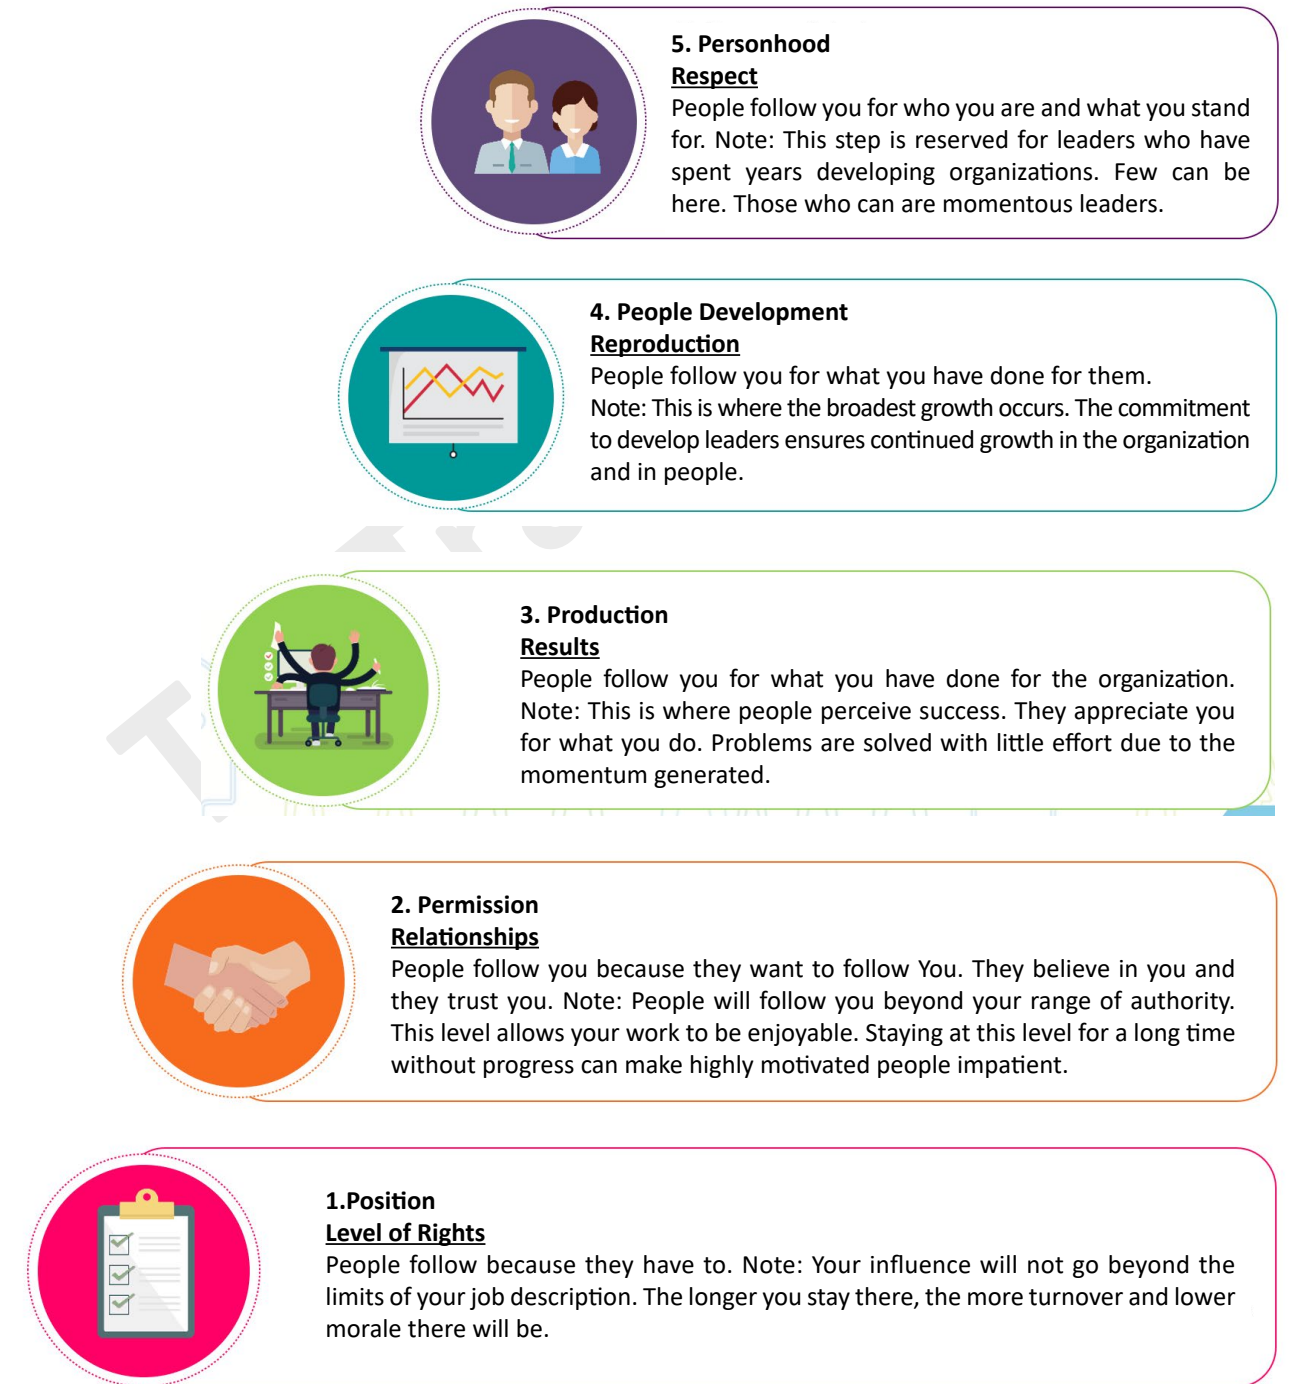 5. Personhood
Respect
People follow you for who you are and what you stand
for. Note: This step is reserved for leaders who have
spent years developing organizations. Few can be
here. Those who can are momentous leaders.
4. People Development
Reproduction
People follow you for what you have done for them.
Note: This is where the broadest growth occurs. The commitment
to develop leaders ensures continued growth in the organization
and in people.
3. Production
Results
People follow you for what you have done for the organization.
Note: This is where people perceive success. They appreciate you
for what you do. Problems are solved with little effort due to the
momentum generated.
2. Permission
Relationships
People follow you because they want to follow You. They believe in you and
they trust you. Note: People will follow you beyond your range of authority.
This level allows your work to be enjoyable. Staying at this level for a long time
without progress can make highly motivated people impatient.
1.Position
Level of Rights
People follow because they have to. Note: Your influence will not go beyond the
limits of your job description. The longer you stay there, the more turnover and lower
morale there will be.